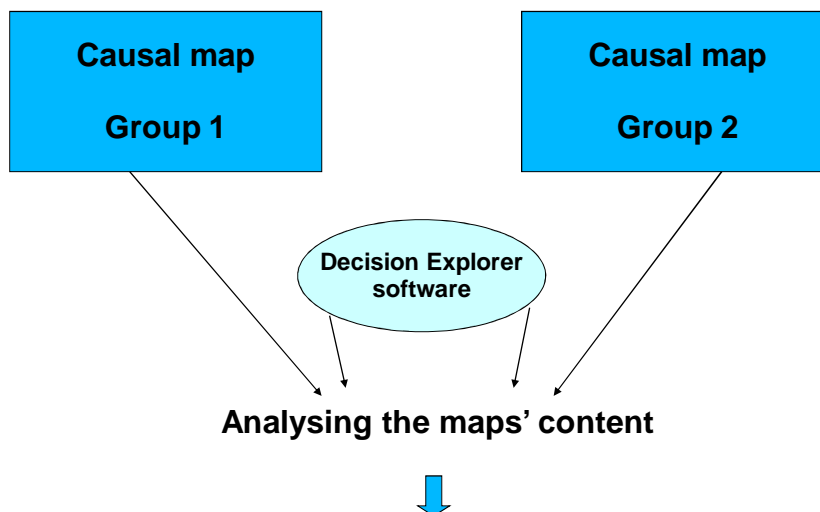 Causal map
Group 1
Causal map
Group 2
Decision Explorer
software
Analysing the maps’ content